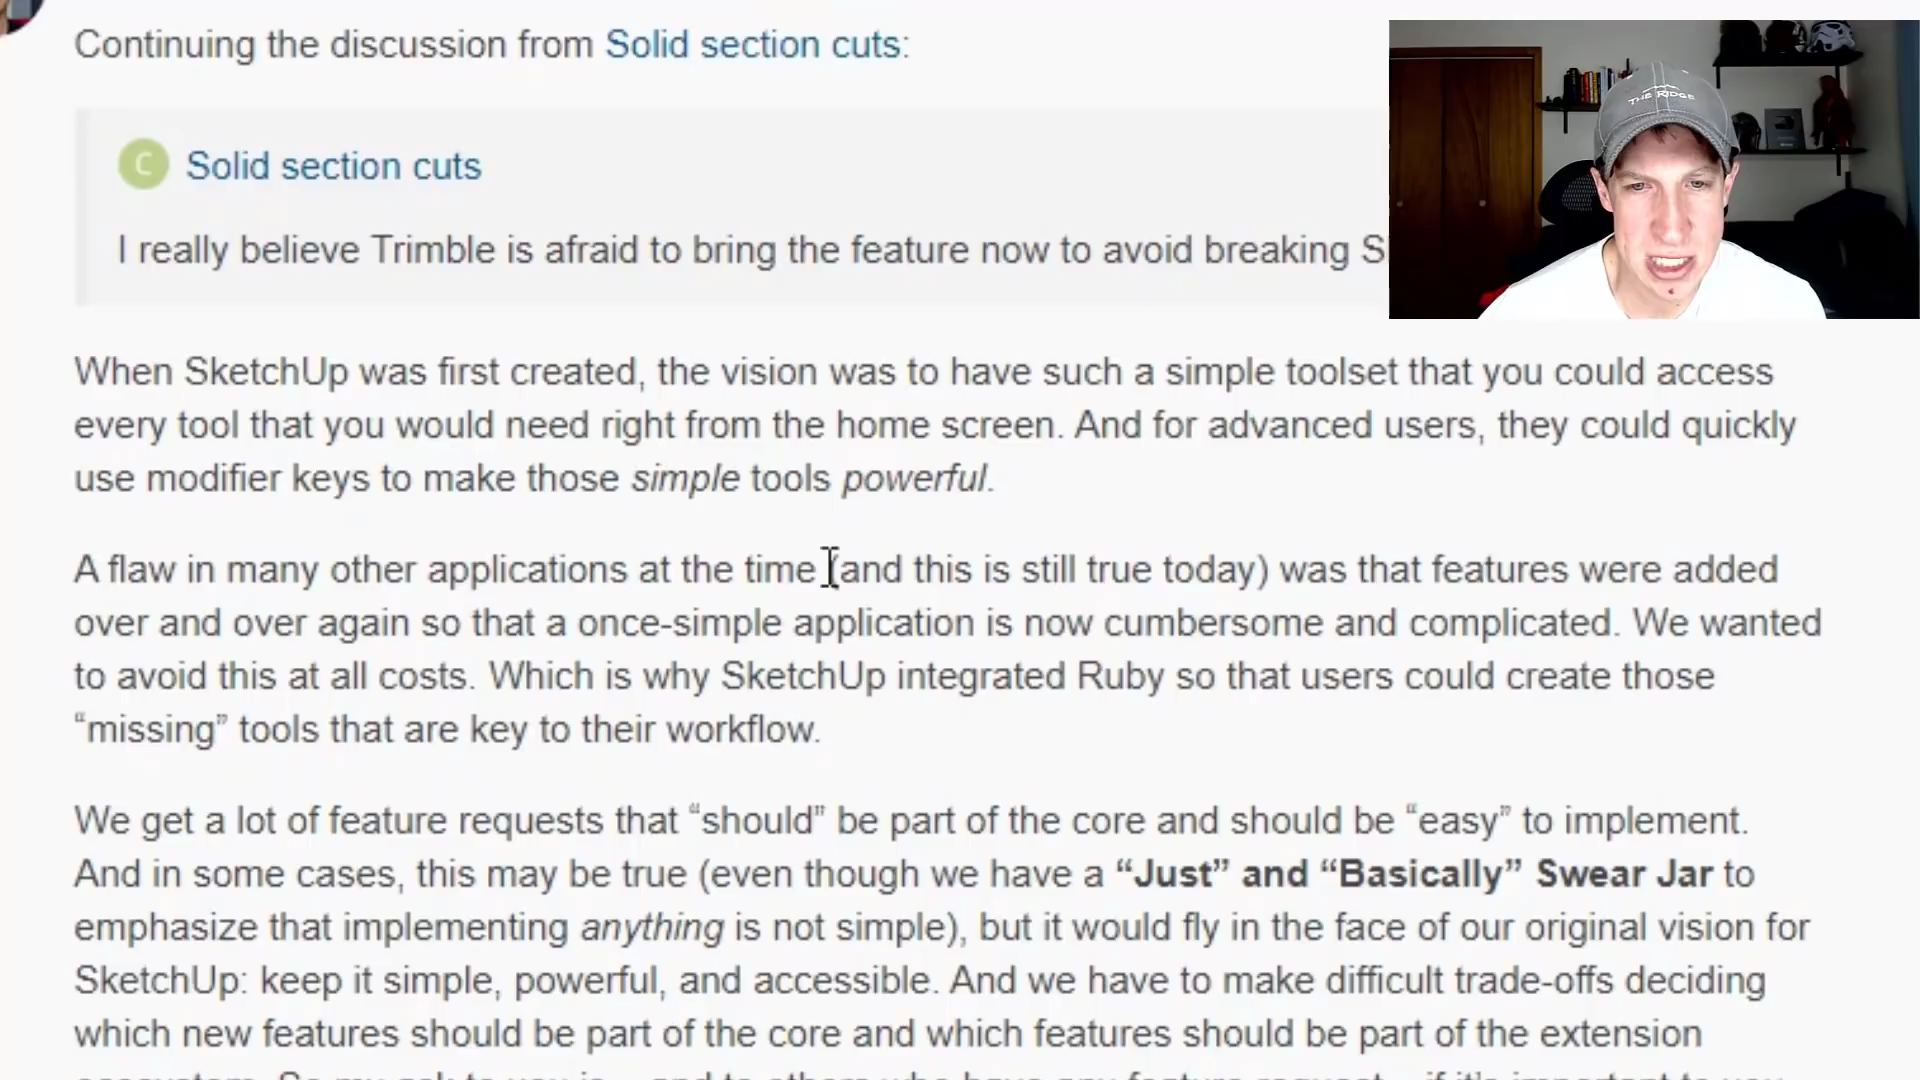 Continuing the discussion from Solid section cuts:
C Solid section cuts
I really believe Trimble is afraid to bring the feature now to avoid breaking
THE RIDGE
When SketchUp was first created, the vision was to have such a simple toolset that you could access
every tool that you would need right from the home screen. And for advanced users, they could quickly
use modifier keys to make those simple tools powerful.
A flaw in many other applications at the time (and this is still true today) was that features were added
over and over again so that a once-simple application is now cumbersome and complicated. We wanted
to avoid this at all costs. Which is why SketchUp integrated Ruby so that users could create those
“missing” tools that are key to their workflow.
We get a lot of feature requests that “should” be part of the core and should be “easy” to implement.
And in some cases, this may be true (even though we have a “Just” and “Basically” Swear Jar to
emphasize that implementing anything is not simple), but it would fly in the face of our original vision for
SketchUp: keep it simple, powerful, and accessible. And we have to make difficult trade-offs deciding
which new features should be part of the core and which features should be part of the extension